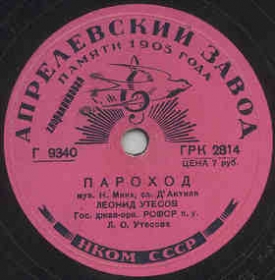 АПРЕЛЕВСКИЙ ЗАВОД
ПАМЯТИ 1905 ГОДА
Г 9340
ГРК 2814
ЦЕНА 7 руб.
ПАРОХОД
муз. Н. Минх, сл. Д'Актиля
ЛЕОНИД УТЕСОВ
Гос. джаз-орк. РСФСР п. у.
Л. О. Утесова
НКОМ СССР